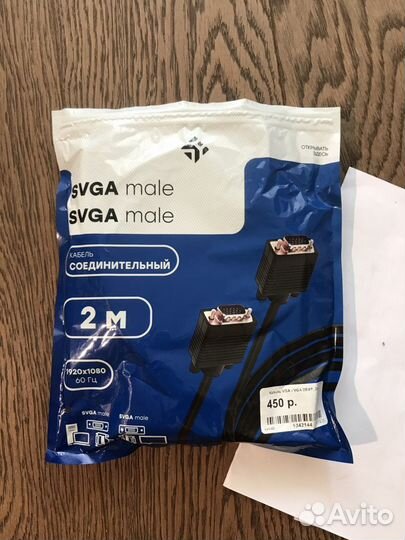 ОТКРЫВАТЬ
ЗДЕСЬ
SVGA male
SVGA male
КАБЕЛЬ
СОЕДИНИТЕЛЬНЫЙ
2 М
1920x1080
60 ГЦ
SVGA male
SVGA male
450 р.
Avito